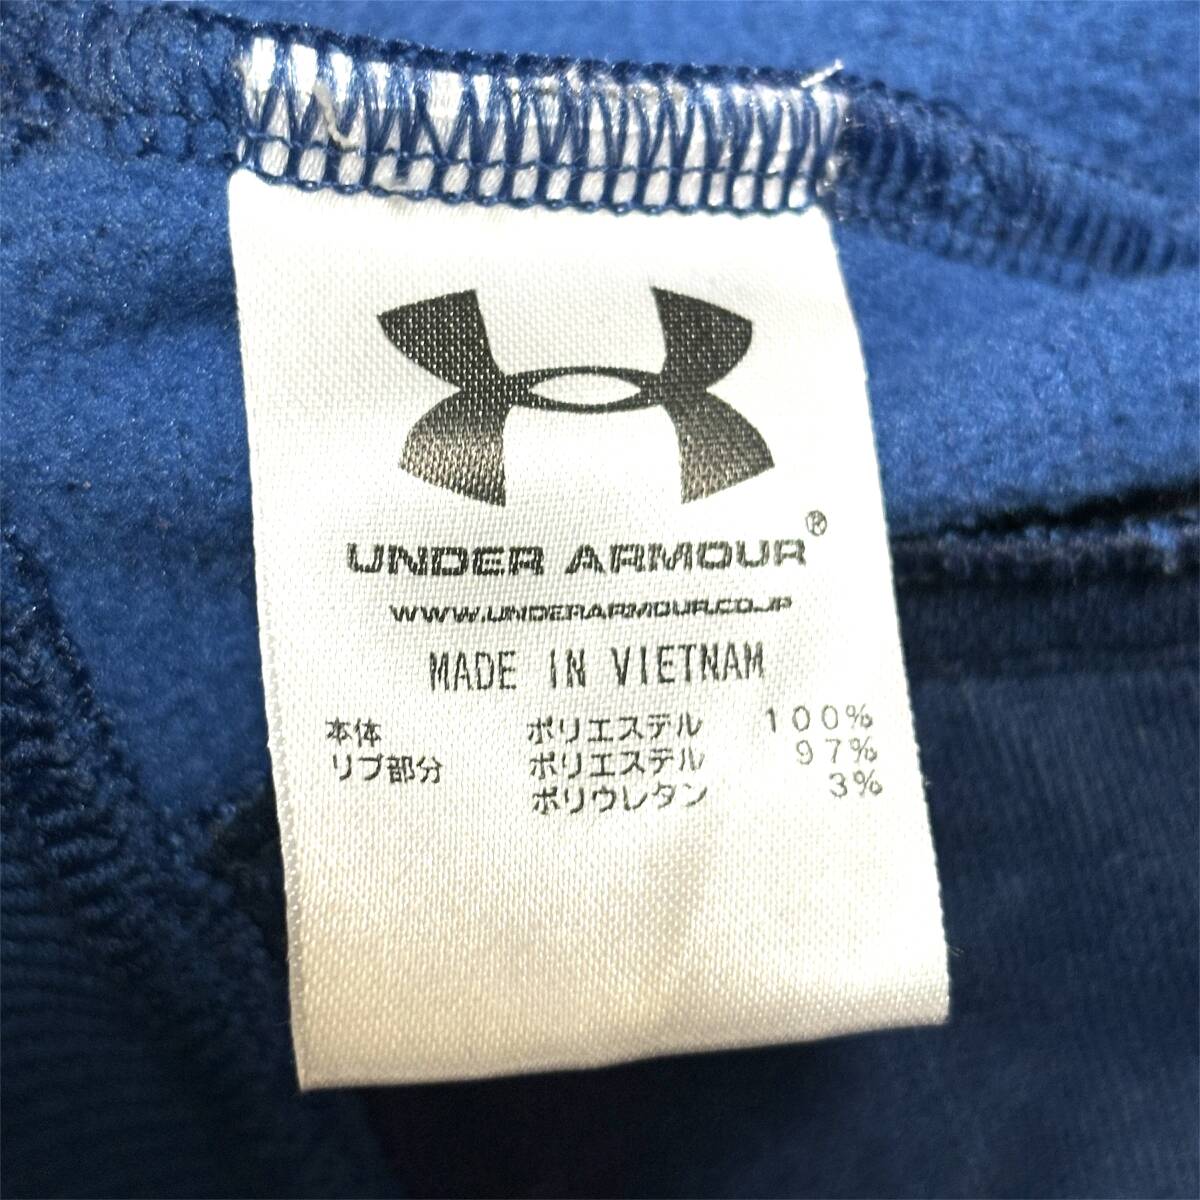 UNDER ARMOUR®
WWW.UNDERARMOUR.CO.JP
MADE IN VIETNAM
本体 ポリエステル 100%
リブ部分 ポリエステル 97%
ポリウレタン 3%